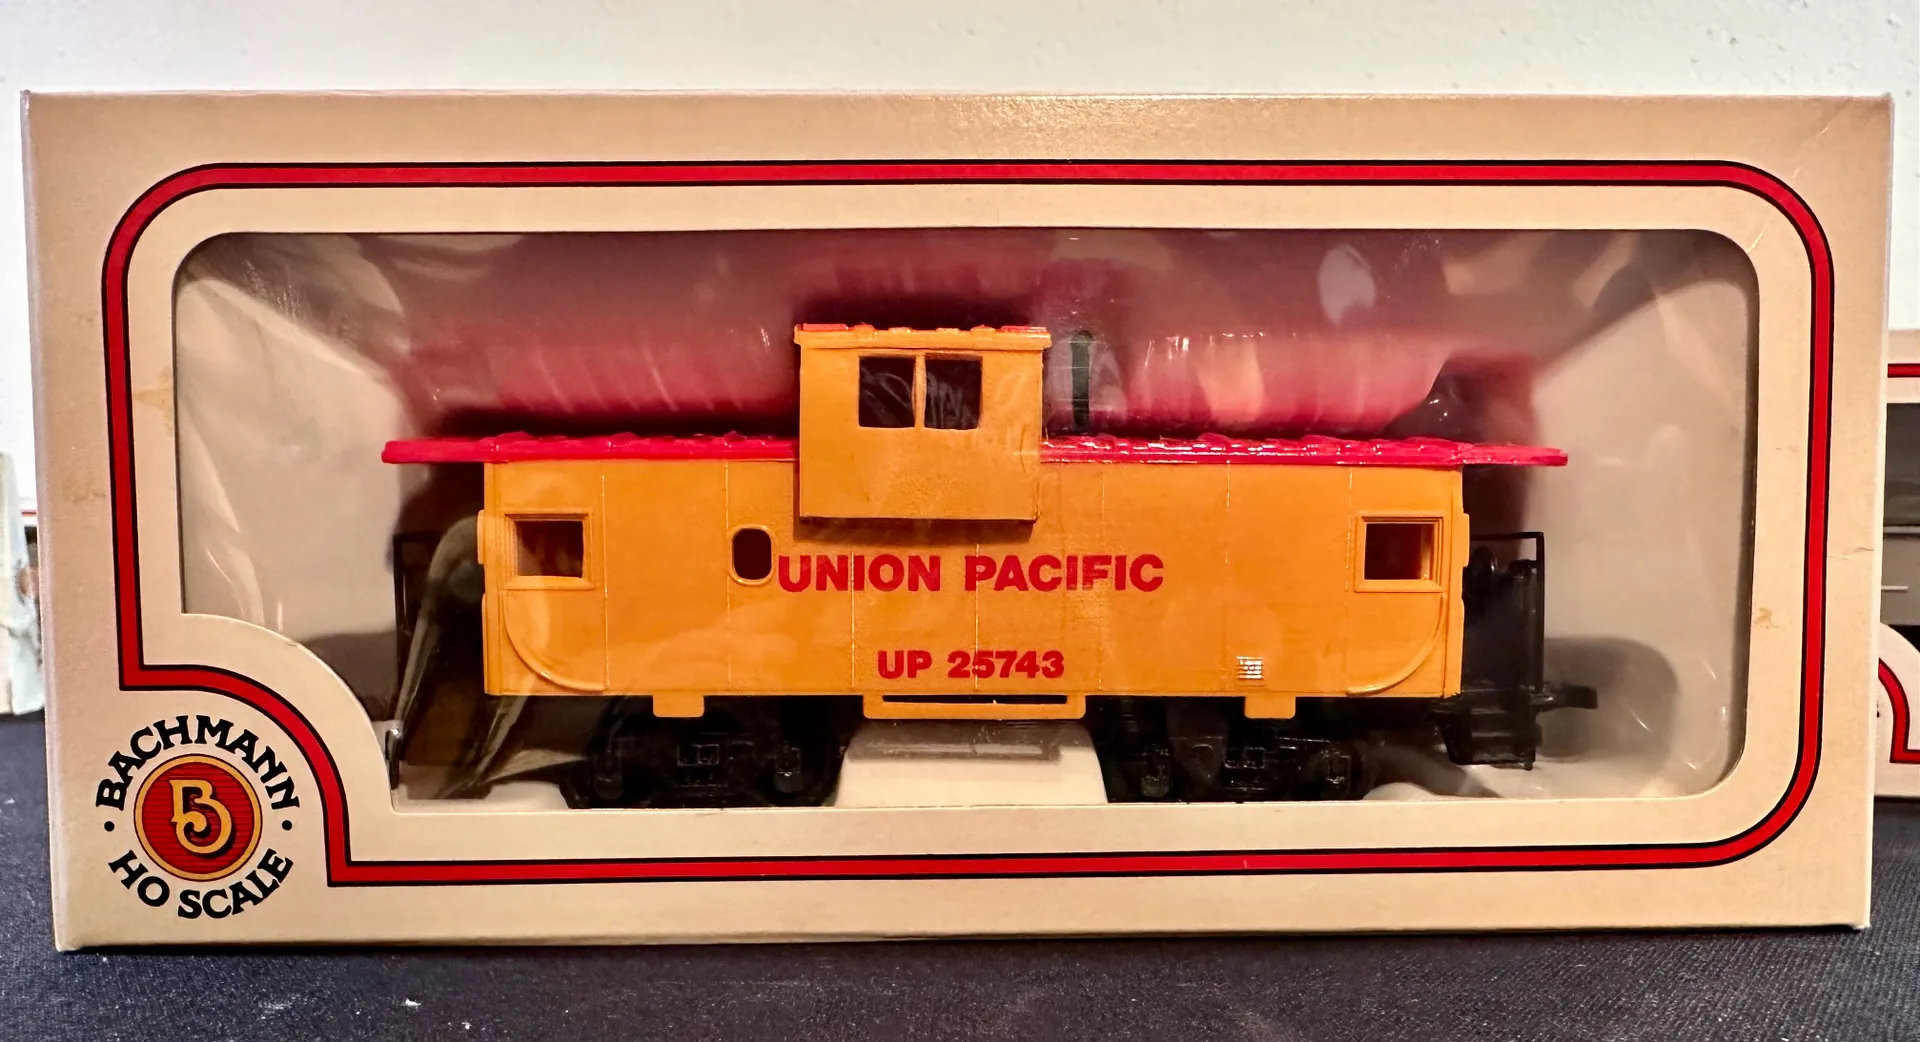 UNION PACIFIC
UP 25743
BACHMANN
B
HO SCALE